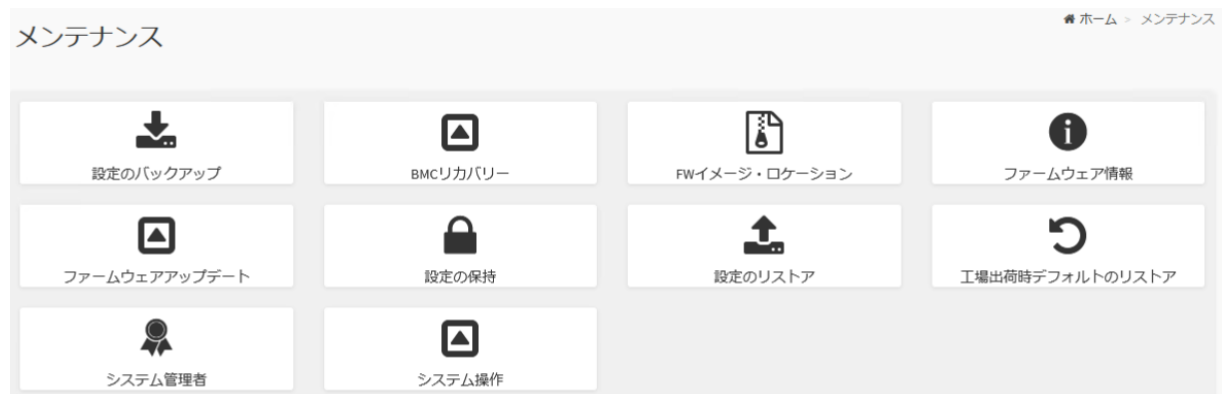 ホーム > メンテナンス
メンテナンス
設定のバックアップ
BMCリカバリー
FWイメージ・ロケーション
ファームウェア情報
ファームウェアアップデート
設定の保持
設定のリストア
工場出荷時デフォルトのリストア
システム管理者
システム操作